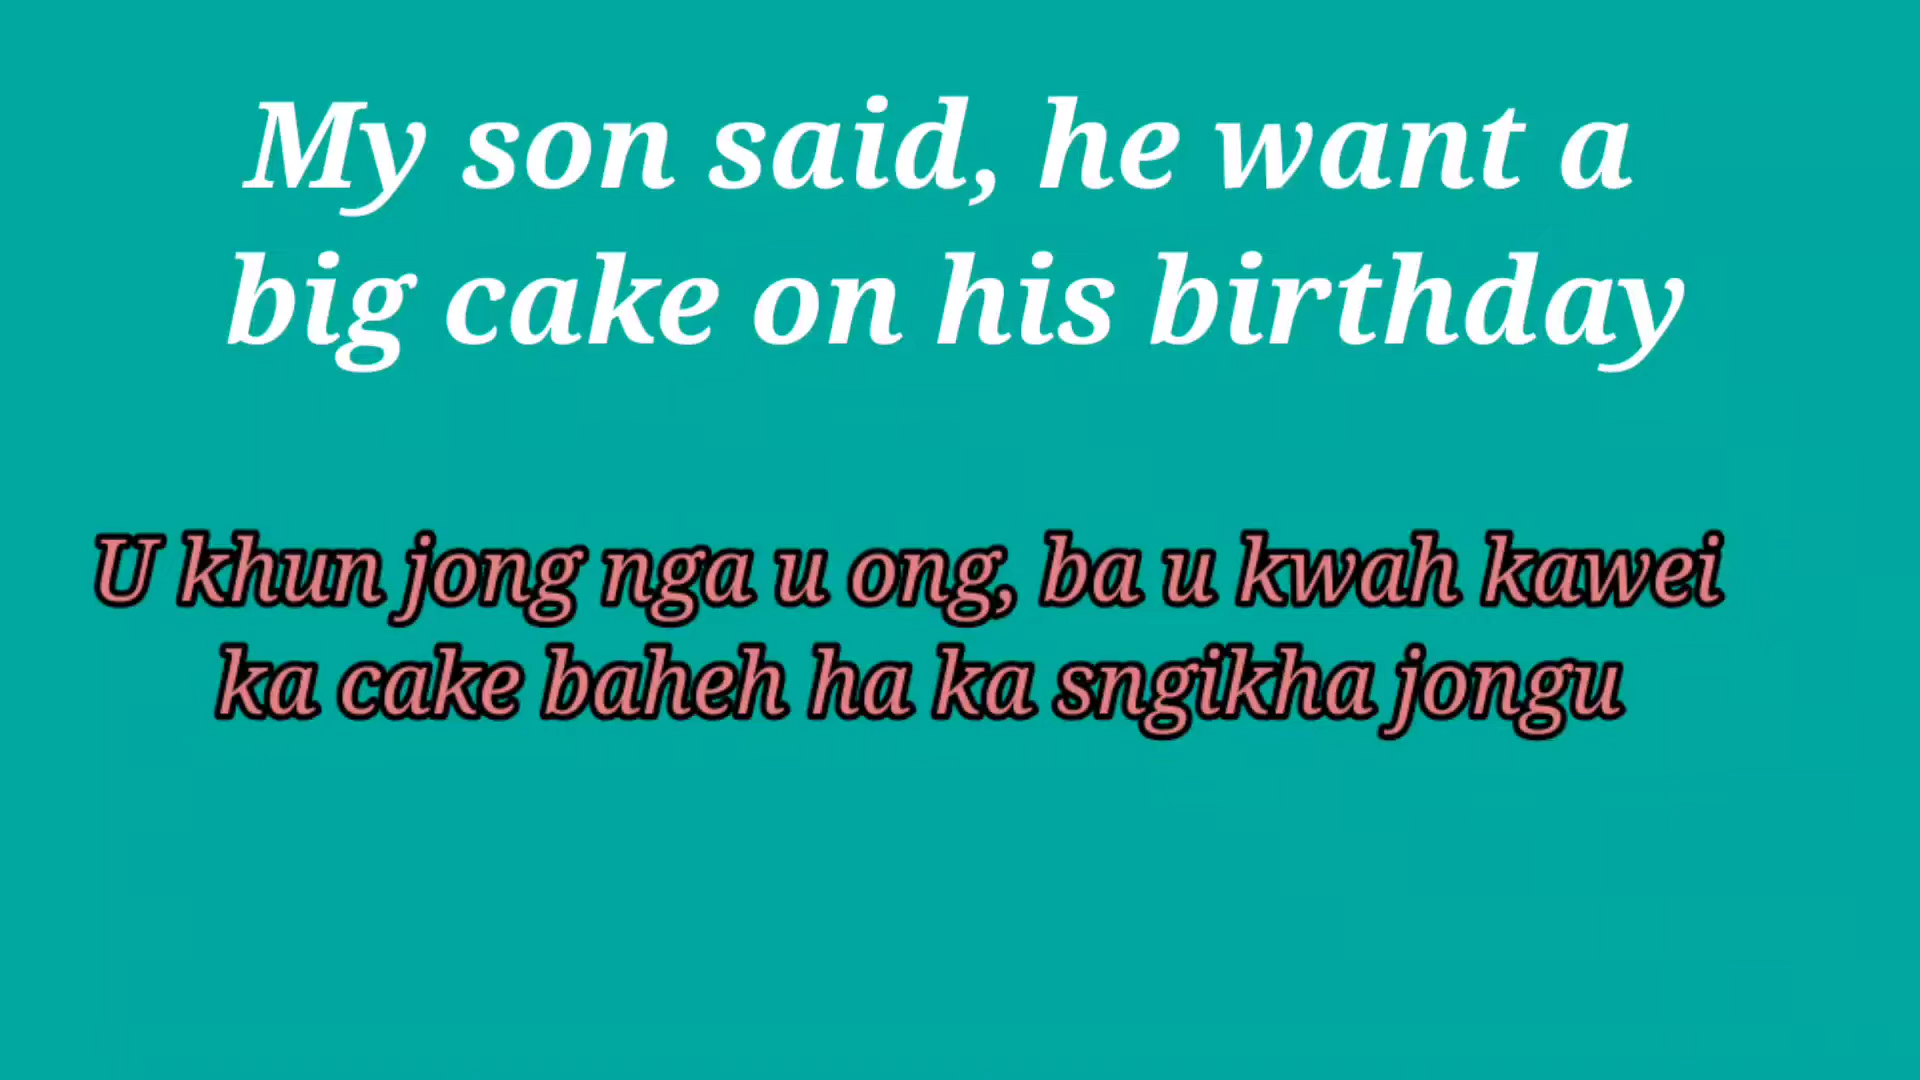 My son said, he want a
big cake on his birthday
U khun jong nga u ong, ba u kwah kawei
ka cake baheh ha ka sngikha jongu